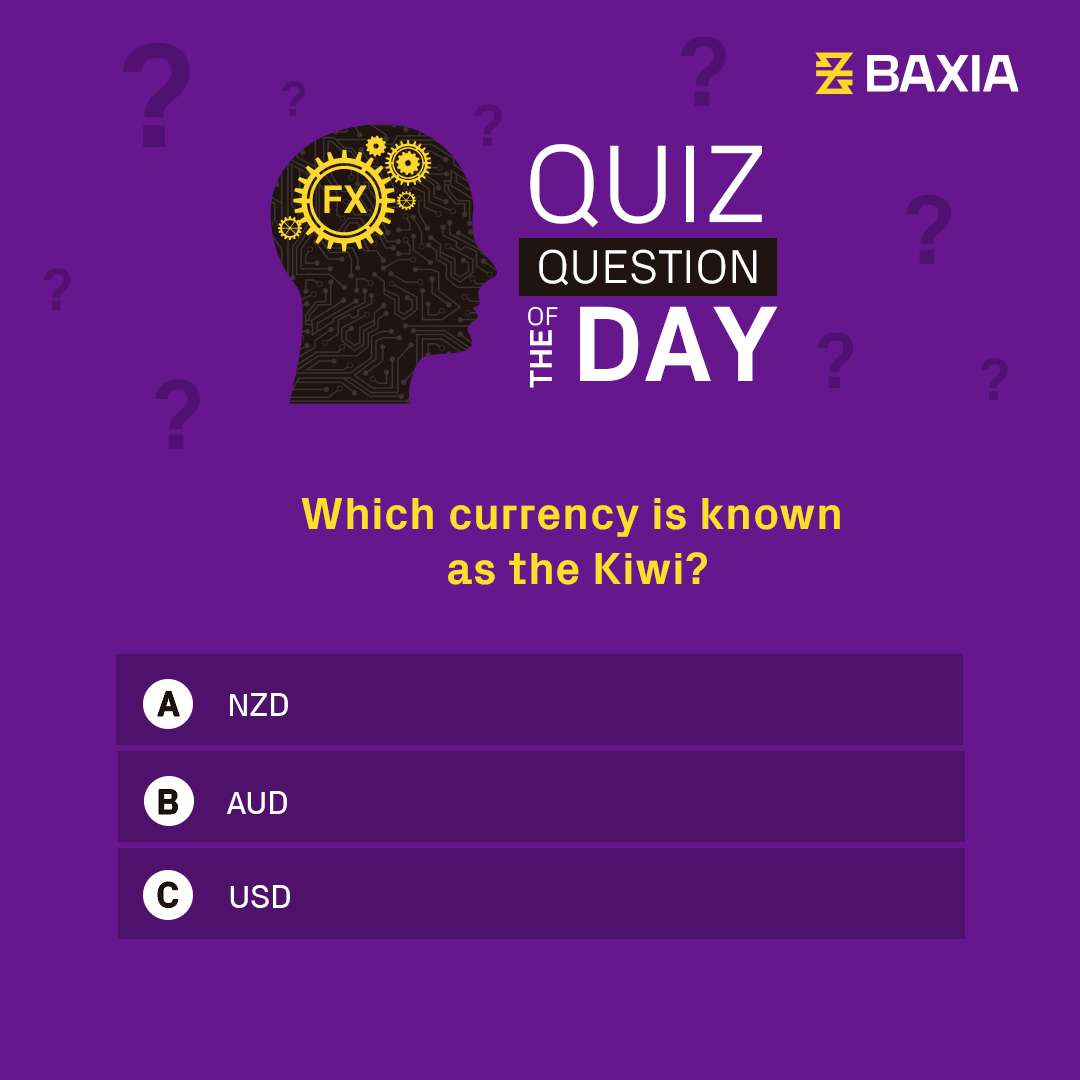 BAXIA
FX
QUIZ
QUESTION
OF THE
DAY
Which currency is known
as the Kiwi?
A NZD
B AUD
C USD